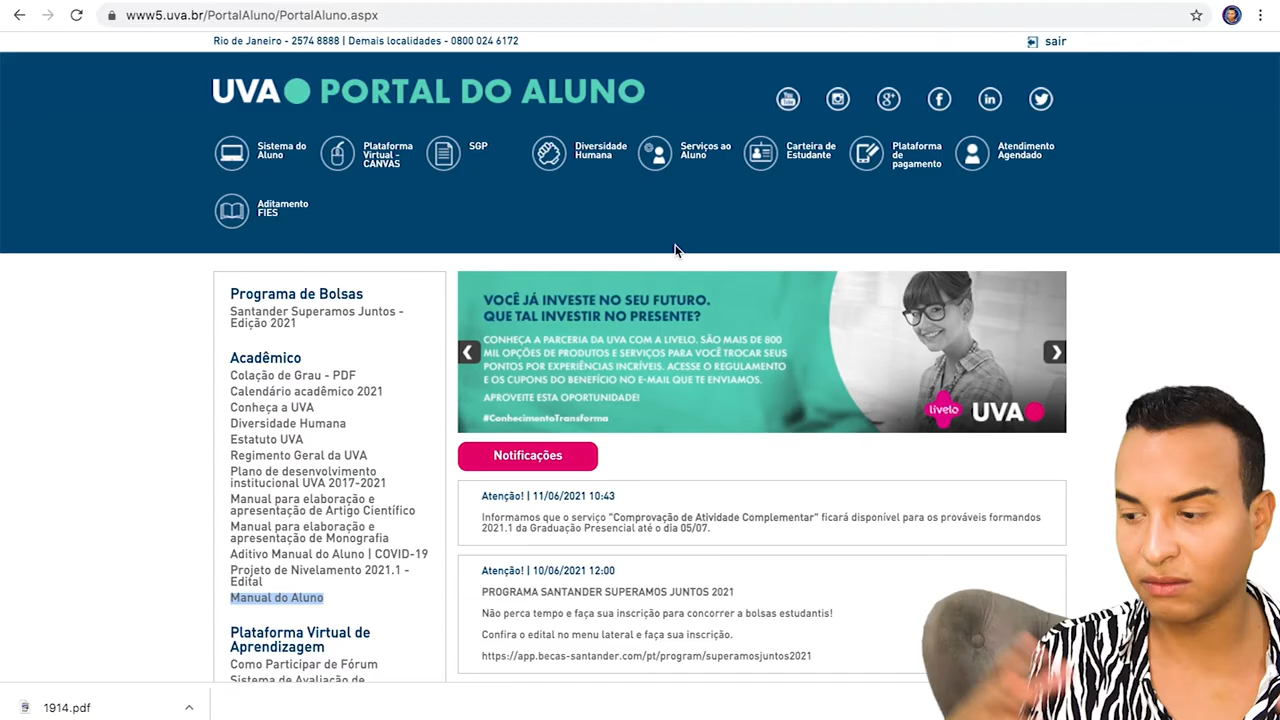 www5.uva.br/PortalAluno/PortalAluno.aspx
Rio de Janeiro - 2574 8888 | Demais localidades - 0800 024 6172
sair
UVA PORTAL DO ALUNO
You Tube
Sistema do
Aluno
Plataforma
Virtual -
CANVAS
SGP
Diversidade
Humana
Serviços ao
Aluno
Carteira de
Estudante
Plataforma
de
pagamento
Atendimento
Agendado
Aditamento
FIES
Programa de Bolsas
Santander Superamos Juntos -
Edição 2021
Acadêmico
Colação de Grau - PDF
Calendário acadêmico 2021
Conheça a UVA
Diversidade Humana
Estatuto UVA
Regimento Geral da UVA
Plano de desenvolvimento
institucional UVA 2017-2021
Manual para elaboração e
apresentação de Artigo Científico
Manual para elaboração e
apresentação de Monografia
Aditivo Manual do Aluno | COVID-19
Projeto de Nivelamento 2021.1 -
Edital
Manual do Aluno
Plataforma Virtual de
Aprendizagem
Como Participar de Fórum
Sistema de Avaliação de
VOCÊ JÁ INVESTE NO SEU FUTURO.
QUE TAL INVESTIR NO PRESENTE?
CONHEÇA A PARCERIA DA UVA COM A LIVELO. SÃO MAIS DE 800
MIL OPÇÕES DE PRODUTOS E SERVIÇOS PARA VOCÊ TROCAR SEUS
PONTOS POR EXPERIÊNCIAS INCRÍVEIS. ACESSE O REGULAMENTO
E OS CUPONS DO BENEFÍCIO NO E-MAIL QUE TE ENVIAMOS.
APROVEITE ESTA OPORTUNIDADE!
#ConhecimentoTransforma
livelo
UVA
Notificações
Atenção! | 11/06/2021 10:43
Informamos que o serviço "Comprovação de Atividade Complementar" ficará disponível para os prováveis formandos
2021.1 da Graduação Presencial até o dia 05/07.
Atenção! | 10/06/2021 12:00
PROGRAMA SANTANDER SUPERAMOS JUNTOS 2021
Não perca tempo e faça sua inscrição para concorrer a bolsas estudantis!
Confira o edital no menu lateral e faça sua inscrição.
https://app.becas-santander.com/pt/program/superamosjuntos2021
1914.pdf